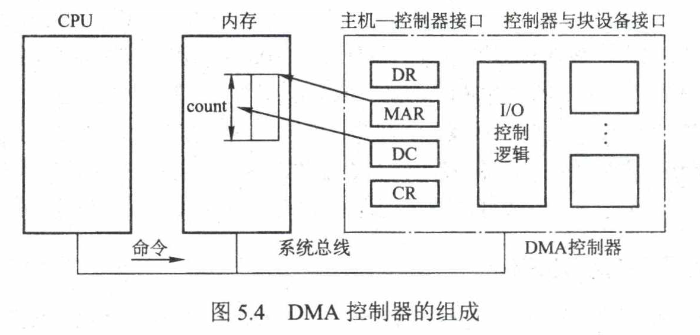 CPU 内存 主机—控制器接口 控制器与块设备接口
DR
count MAR I/O
控制
DC 逻辑
⋮
CR
命令 系统总线 DMA控制器
图 5.4 DMA 控制器的组成